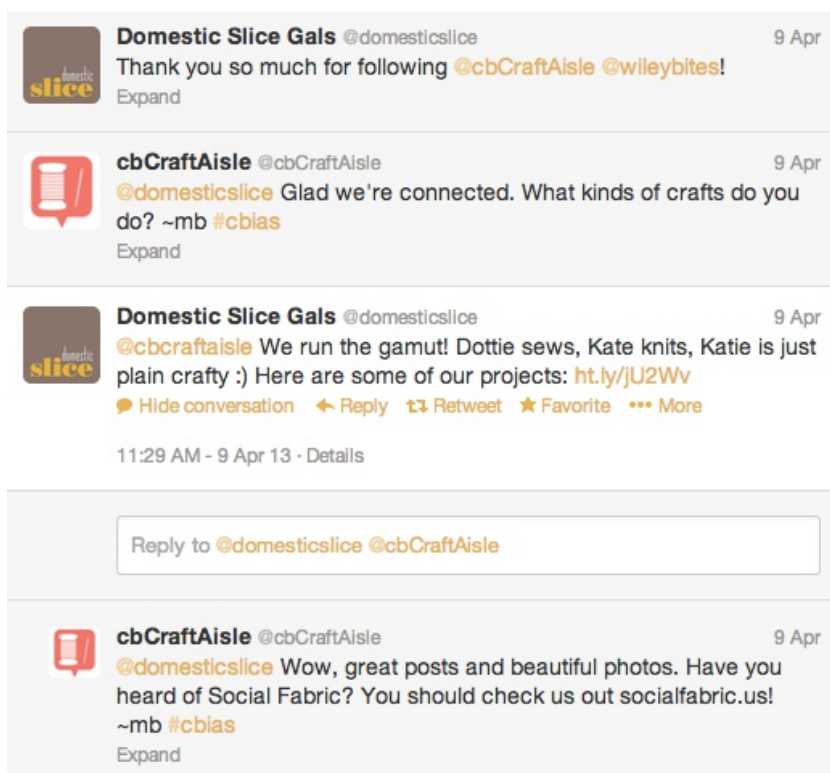 Domestic Slice Gals @domesticslice 9 Apr
domestic
slice
Thank you so much for following @cbCraftAisle @wileybites!
Expand
cbCraftAisle @cbCraftAisle 9 Apr
@domesticslice Glad we're connected. What kinds of crafts do you
do? ~mb #cbias
Expand
Domestic Slice Gals @domesticslice 9 Apr
domestic
slice
@cbcraftaisle We run the gamut! Dottie sews, Kate knits, Katie is just
plain crafty :) Here are some of our projects: ht.ly/jU2Wv
Hide conversation Reply Retweet Favorite ••• More
11:29 AM - 9 Apr 13 · Details
Reply to @domesticslice @cbCraftAisle
cbCraftAisle @cbCraftAisle 9 Apr
@domesticslice Wow, great posts and beautiful photos. Have you
heard of Social Fabric? You should check us out socialfabric.us!
~mb #cbias
Expand